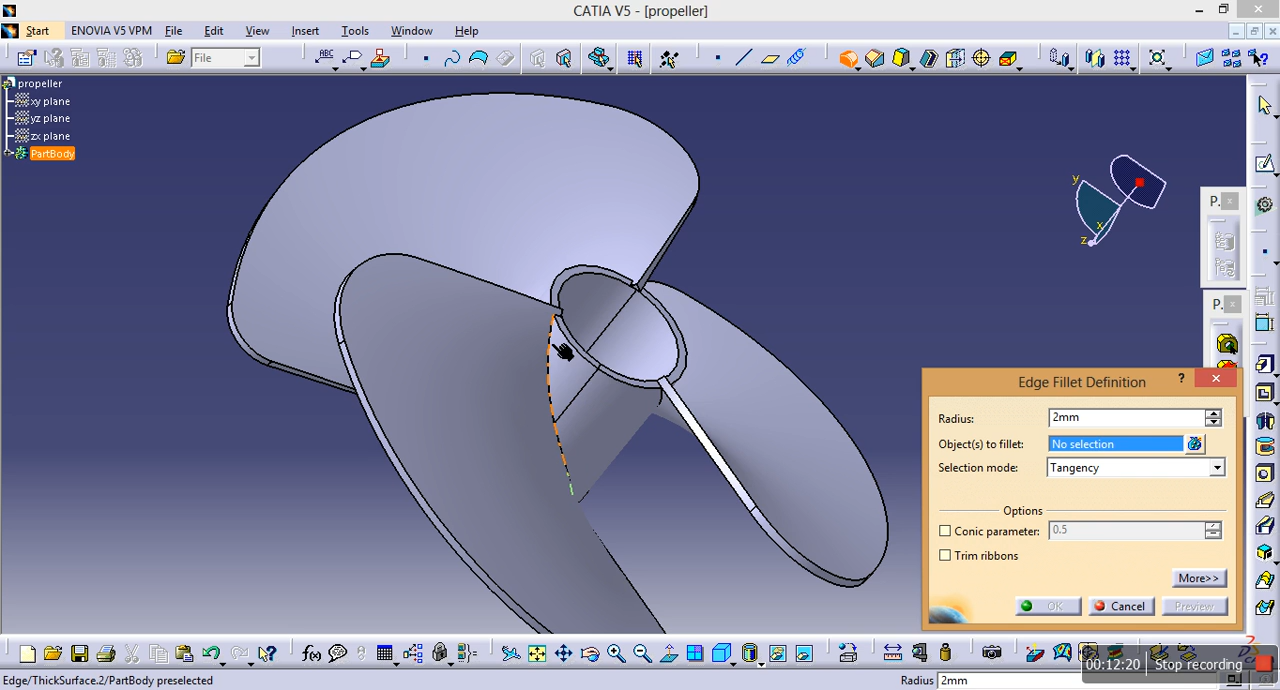 CATIA V5 - [propeller]
Start ENOVIA V5 VPM File Edit View Insert Tools Window Help
File
ABC
propeller
xy plane
yz plane
zx plane
PartBody
y
x
z
P.. x
P.. x
Edge Fillet Definition ?
Radius: 2mm
Object(s) to fillet: No selection
Selection mode: Tangency
Options
Conic parameter: 0.5
Trim ribbons
More>>
OK Cancel Preview
f(x)
00:12:20 Stop recording
Edge/ThickSurface.2/PartBody preselected
Radius 2mm